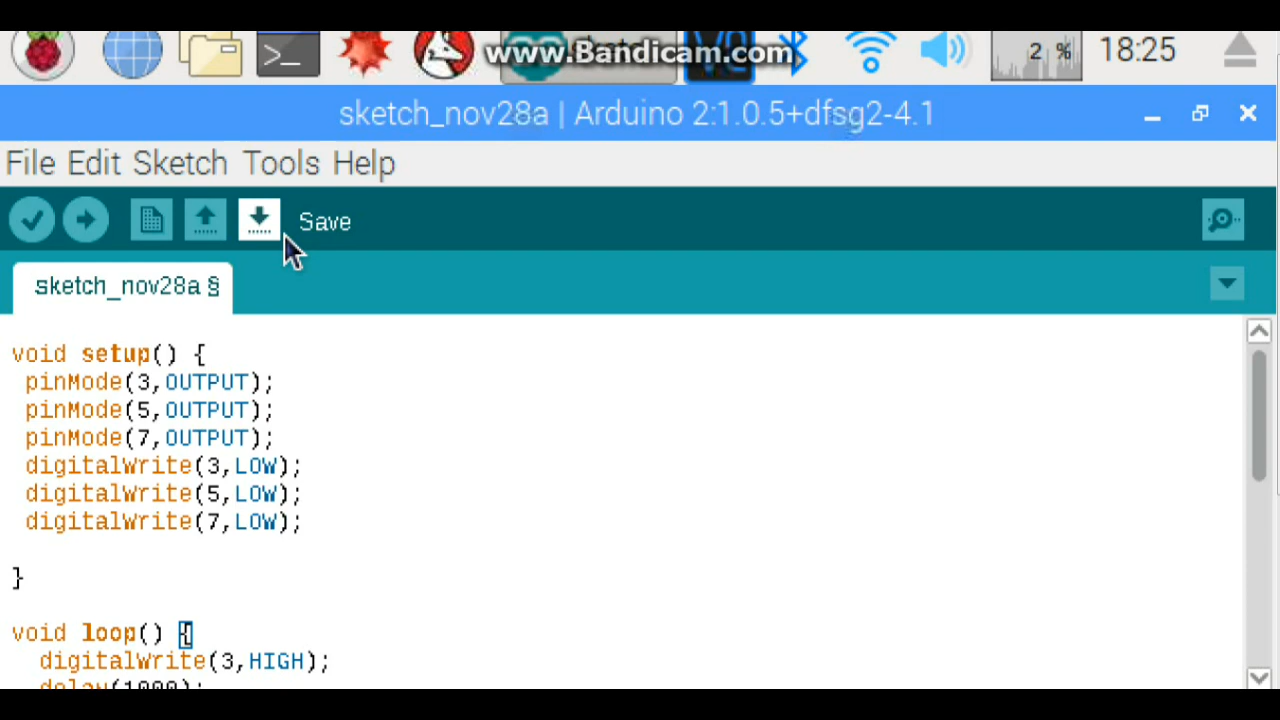 >_
www.Bandicam.com
2 %
18:25
sketch_nov28a | Arduino 2:1.0.5+dfsg2-4.1
File Edit Sketch Tools Help
Save
sketch_nov28a §
void setup() {
pinMode(3,OUTPUT);
pinMode(5,OUTPUT);
pinMode(7,OUTPUT);
digitalWrite(3,LOW);
digitalWrite(5,LOW);
digitalWrite(7,LOW);
}
void loop() {
digitalWrite(3,HIGH);
delay(1000);